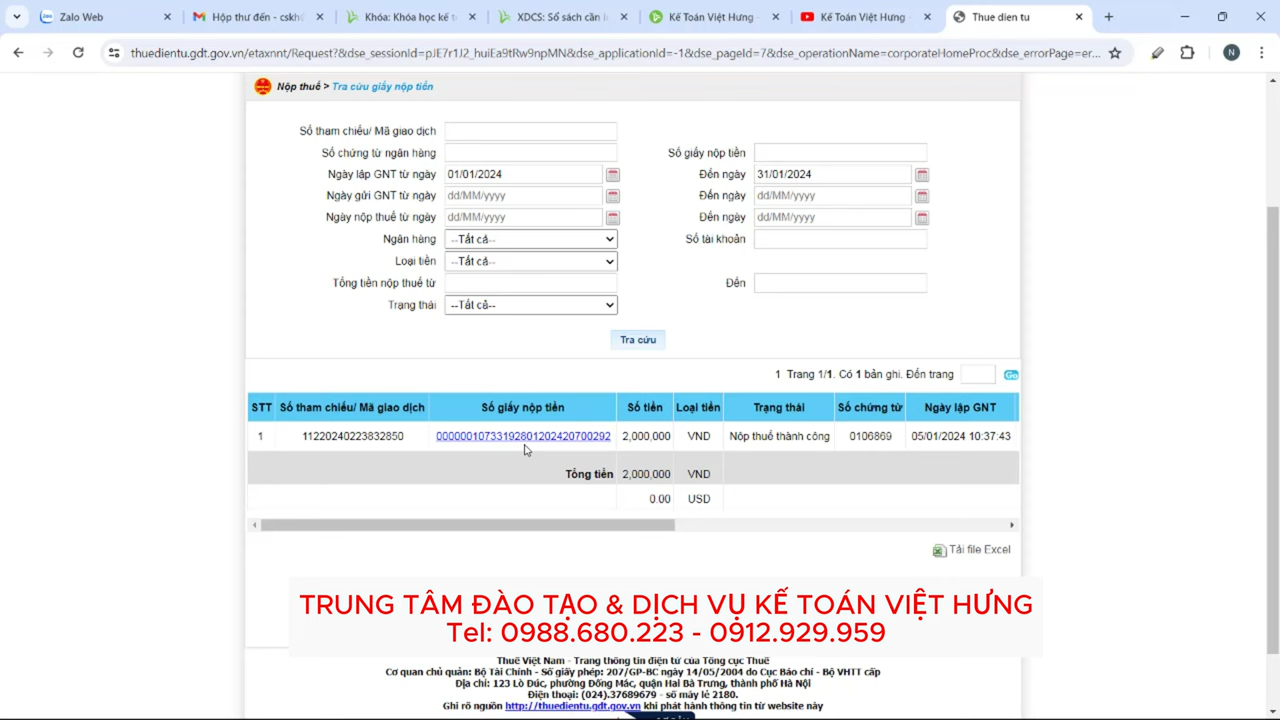 Zalo Web
Hộp thư đến - cskh
Khóa: Khóa học kế t
XDCS: Sổ sách cần l
Kế Toán Việt Hưng -
Kế Toán Việt Hưng -
Thue dien tu
thuedientu.gdt.gov.vn/etaxnnt/Request?&dse_sessionId=pJE7r1J2_huiEa9tRw9IrpMN&dse_applicationId=-1&dse_pageId=7&dse_operationName=corporateHomeProc&dse_errorPage=er...
N
Nộp thuế > Tra cứu giấy nộp tiền
Số tham chiếu/ Mã giao dịch
Số chứng từ ngân hàng
Số giấy nộp tiền
Ngày lập GNT từ ngày 01/01/2024 Đến ngày 31/01/2024
Ngày gửi GNT từ ngày dd/MM/yyyy Đến ngày dd/MM/yyyy
Ngày nộp thuế từ ngày dd/MM/yyyy Đến ngày dd/MM/yyyy
Ngân hàng --Tất cả-- Số tài khoản
Loại tiền --Tất cả--
Tổng tiền nộp thuế từ Đến
Trạng thái --Tất cả--
Tra cứu
1 Trang 1/1. Có 1 bản ghi. Đến trang Go
STT Số tham chiếu/ Mã giao dịch Số giấy nộp tiền Số tiền Loại tiền Trạng thái Số chứng từ Ngày lập GNT
1 11220240223832850 00000010733192801202420700292 2,000,000 VND Nộp thuế thành công 0106869 05/01/2024 10:37:43
Tổng tiền 2,000,000 VND
0.00 USD
Tải file Excel
TRUNG TÂM ĐÀO TẠO & DỊCH VỤ KẾ TOÁN VIỆT HƯNG
Tel: 0988.680.223 - 0912.929.959
Thuế Việt Nam - Trang thông tin điện tử của Tổng cục Thuế
Cơ quan chủ quản: Bộ Tài Chính - Số giấy phép: 207/GP-BC ngày 14/05/2004 do Cục Báo chí - Bộ VHTT cấp
Địa chỉ: 123 Lò Đúc, phường Đống Mác, quận Hai Bà Trưng, thành phố Hà Nội
Điện thoại: (024).37689679 - số máy lẻ 2180.
Ghi rõ nguồn http://thuedientu.gdt.gov.vn khi phát hành thông tin từ website này